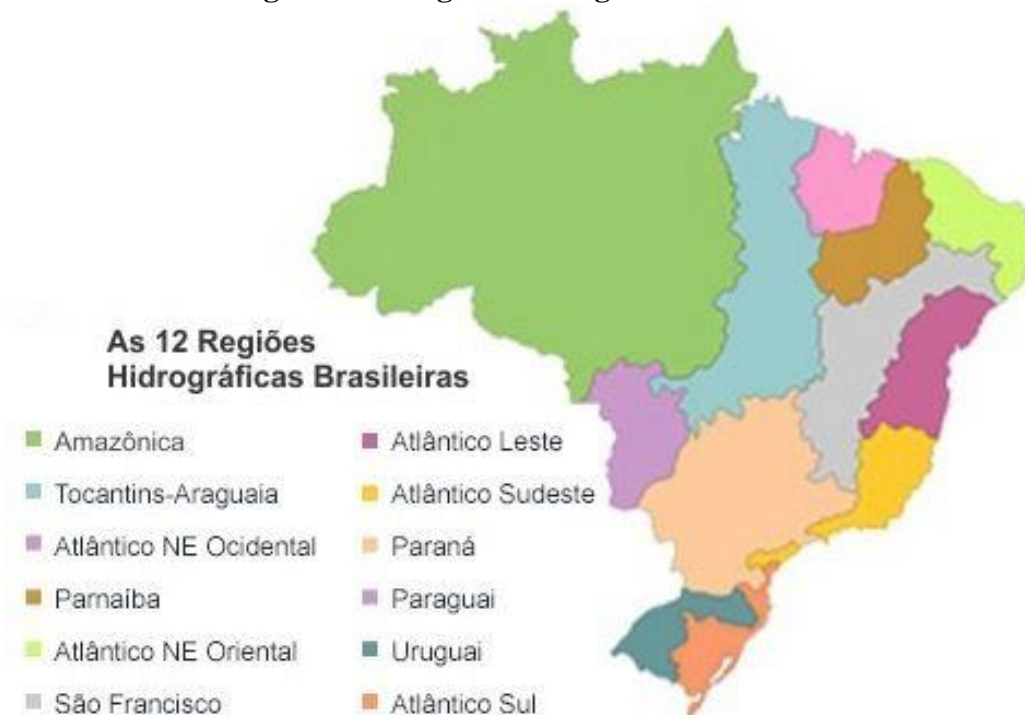 As 12 Regiões
Hidrográficas Brasileiras
Amazônica
Tocantins-Araguaia
Atlântico NE Ocidental
Parnaíba
Atlântico NE Oriental
São Francisco
Atlântico Leste
Atlântico Sudeste
Paraná
Paraguai
Uruguai
Atlântico Sul